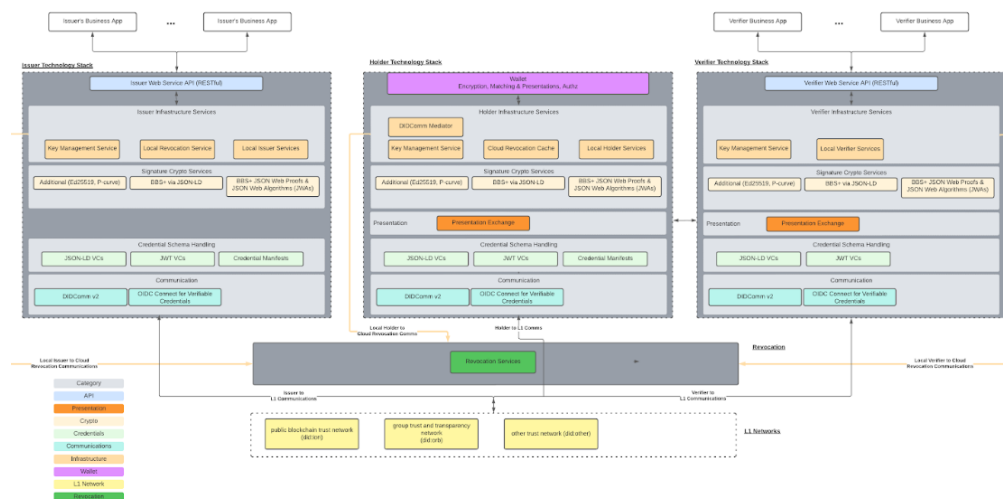 Issuer's Business App
...
Issuer's Business App
Verifier Business App
...
Verifier Business App
Issuer Technology Stack
Issuer Web Service API (RESTful)
Issuer Infrastructure Services
Key Management Service
Local Revocation Service
Local Issuer Services
Signature Crypto Services
Additional (Ed25519, P-curve)
BBS+ via JSON-LD
BBS+ JSON Web Proofs &
JSON Web Algorithms (JWAs)
Credential Schema Handling
JSON-LD VCs
JWT VCs
Credential Manifests
Communication
DIDComm v2
OIDC Connect for Verifiable
Credentials
Holder Technology Stack
Wallet
Encryption, Matching & Presentations, Authz
Holder Infrastructure Services
DIDComm Mediator
Key Management Service
Cloud Revocation Cache
Local Holder Services
Signature Crypto Services
Additional (Ed25519, P-curve)
BBS+ via JSON-LD
BBS+ JSON Web Proofs &
JSON Web Algorithms (JWAs)
Presentation
Presentation Exchange
Credential Schema Handling
JSON-LD VCs
JWT VCs
Credential Manifests
Communication
DIDComm v2
OIDC Connect for Verifiable
Credentials
Verifier Technology Stack
Verifier Web Service API (RESTful)
Verifier Infrastructure Services
Key Management Service
Local Verifier Services
Signature Crypto Services
Additional (Ed25519, P-curve)
BBS+ via JSON-LD
BBS+ JSON Web Proofs &
JSON Web Algorithms (JWAs)
Presentation
Presentation Exchange
Credential Schema Handling
JSON-LD VCs
JWT VCs
Communication
DIDComm v2
OIDC Connect for Verifiable
Credentials
Local Holder to
Cloud Revocation Comms
Holder to L1 Comms
Revocation
Revocation Services
Local Issuer to Cloud
Revocation Communications
Local Verifier to Cloud
Revocation Communications
Issuer to
L1 Communications
Verifier to
L1 Communications
public blockchain trust network
(did:ion)
group trust and transparency
network
(did:orb)
other trust network (did:other)
L1 Networks
Category
API
Presentation
Crypto
Credentials
Communications
Infrastructure
Wallet
L1 Network
Revocation